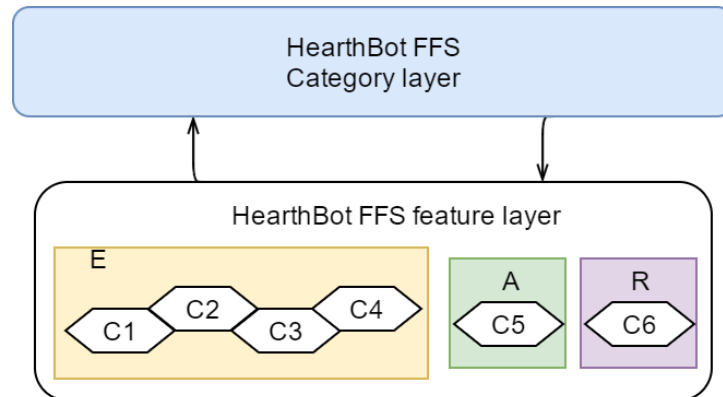 HearthBot FFS
Category layer
HearthBot FFS feature layer
E
A
R
C1
C2
C3
C4
C5
C6